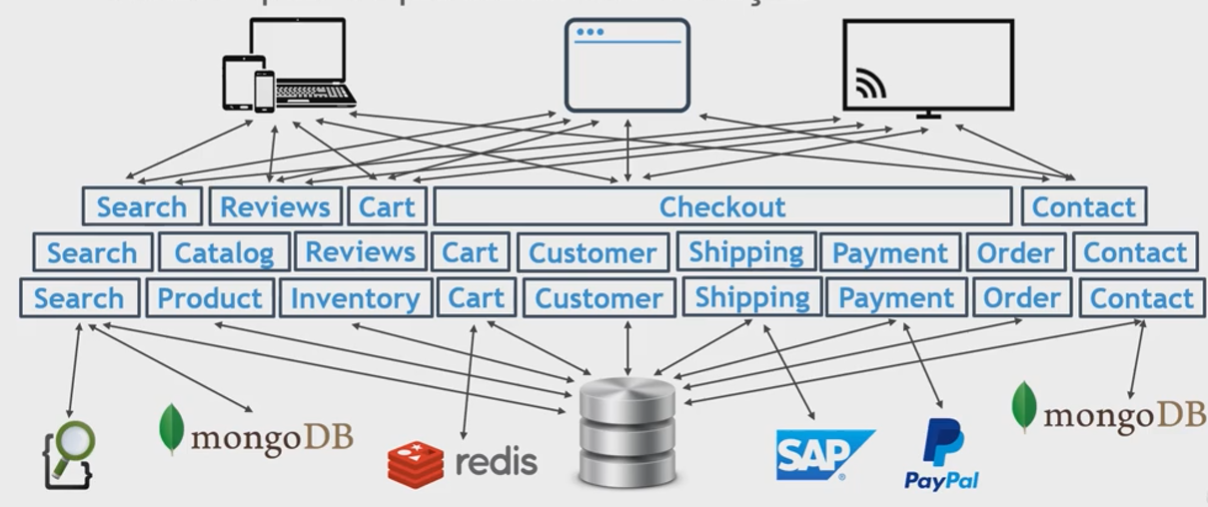 Search Reviews Cart Checkout Contact
Search Catalog Reviews Cart Customer Shipping Payment Order Contact
Search Product Inventory Cart Customer Shipping Payment Order Contact
mongoDB
mongoDB
redis
SAP®
PayPal